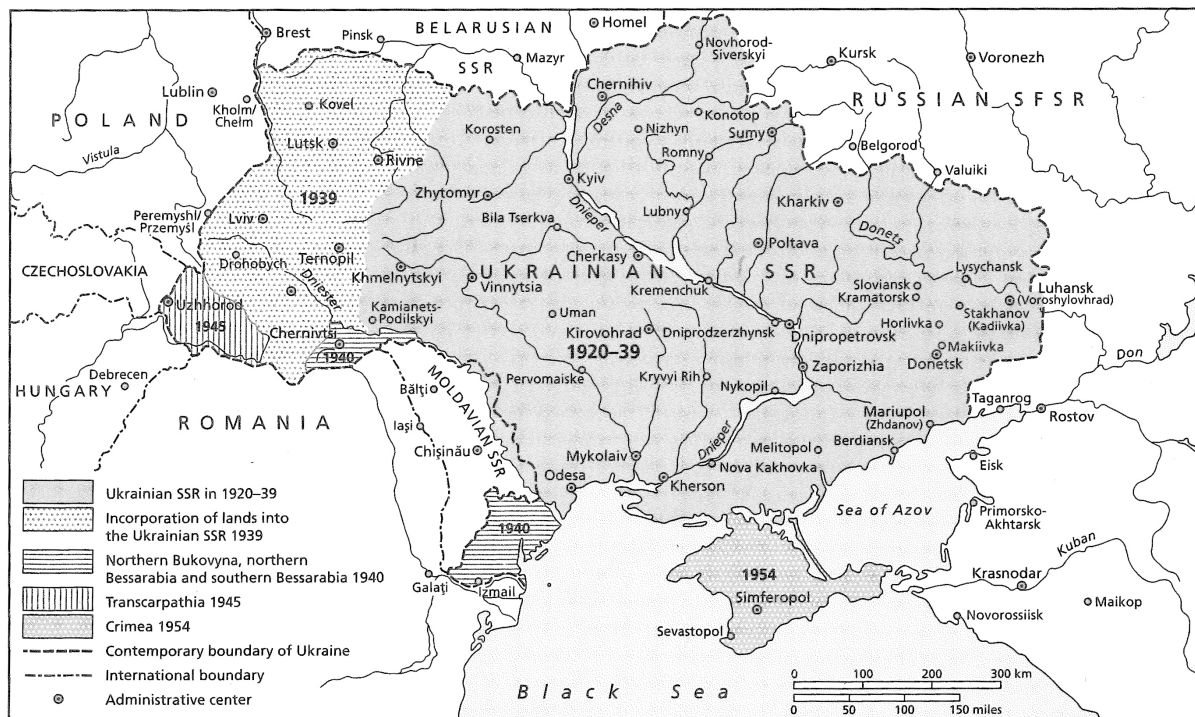 Brest
Pinsk
BELARUSIAN
SSR
Mazyr
Homel
Novhorod-
Siverskyi
Kursk
Voronezh
RUSSIAN SFSR
POLAND
Lublin
Kholm/
Chełm
Kovel
Lutsk
Rivne
1939
Korosten
Chernihiv
Desna
Nizhyn
Konotop
Romny
Sumy
Belgorod
Valuiki
Vistula
Peremyshl/
Przemyśl
Lviv
Drohobych
Ternopil
Dniester
Zhytomyr
Kyiv
Dnieper
Bila Tserkva
Lubny
Kharkiv
Donets
Poltava
Cherkasy
CZECHOSLOVAKIA
Khmelnytskyi
Vinnytsia
UKRAINIAN SSR
Kremenchuk
Lysychansk
Luhansk
(Voroshylovhrad)
Sloviansk
Kramatorsk
Stakhanov
(Kadiivka)
Uzhhorod
1945
Chernivtsi
1940
Kamianets-
Podilskyi
Uman
Kirovohrad
1920–39
Dniprodzerzhynsk
Dnipropetrovsk
Horlivka
Makiivka
Donetsk
Don
HUNGARY
Debrecen
ROMANIA
Bălţi
MOLDAVIAN SSR
Iaşi
Chişinău
Pervomaiske
Kryvyi Rih
Nykopil
Zaporizhia
Taganrog
Rostov
Mariupol
(Zhdanov)
Berdiansk
Melitopol
Dnieper
Mykolaiv
Nova Kakhovka
Kherson
Odesa
Eisk
Sea of Azov
Primorsko-
Akhtarsk
1940
Galaţi
Izmail
1954
Simferopol
Sevastopol
Kuban
Krasnodar
Maikop
Novorossiisk
Black Sea
Ukrainian SSR in 1920–39
Incorporation of lands into
the Ukrainian SSR 1939
Northern Bukovyna, northern
Bessarabia and southern Bessarabia 1940
Transcarpathia 1945
Crimea 1954
Contemporary boundary of Ukraine
International boundary
Administrative center
0 100 200 300 km
0 50 100 150 miles